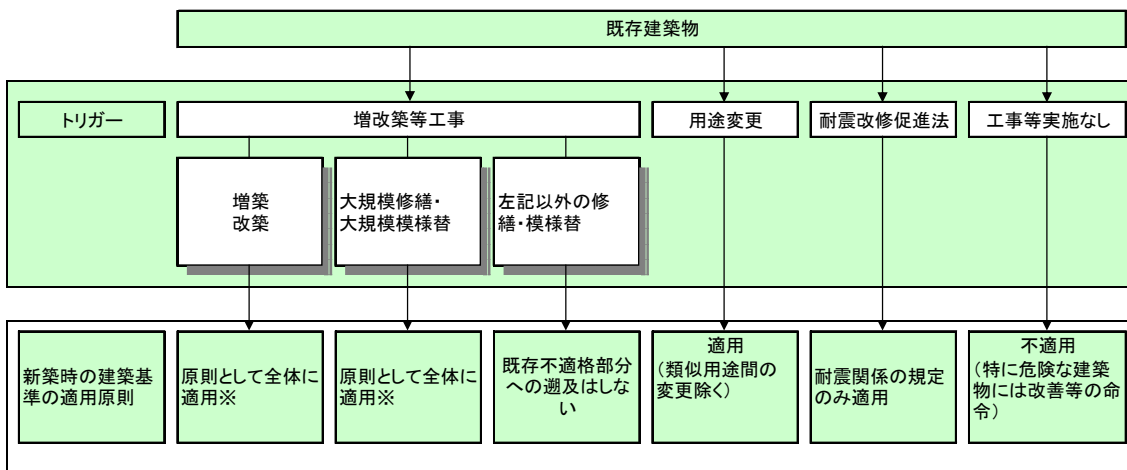 既存建築物
トリガー
増改築等工事
用途変更
耐震改修促進法
工事等実施なし
増築
改築
大規模修繕・
大規模模様替
左記以外の修
繕・模様替
新築時の建築基
準の適用原則
原則として全体に
適用※
原則として全体に
適用※
既存不適格部分
への遡及はしな
い
適用
（類似用途間の
変更除く）
耐震関係の規定
のみ適用
不適用
（特に危険な建築
物には改善等の命
令）